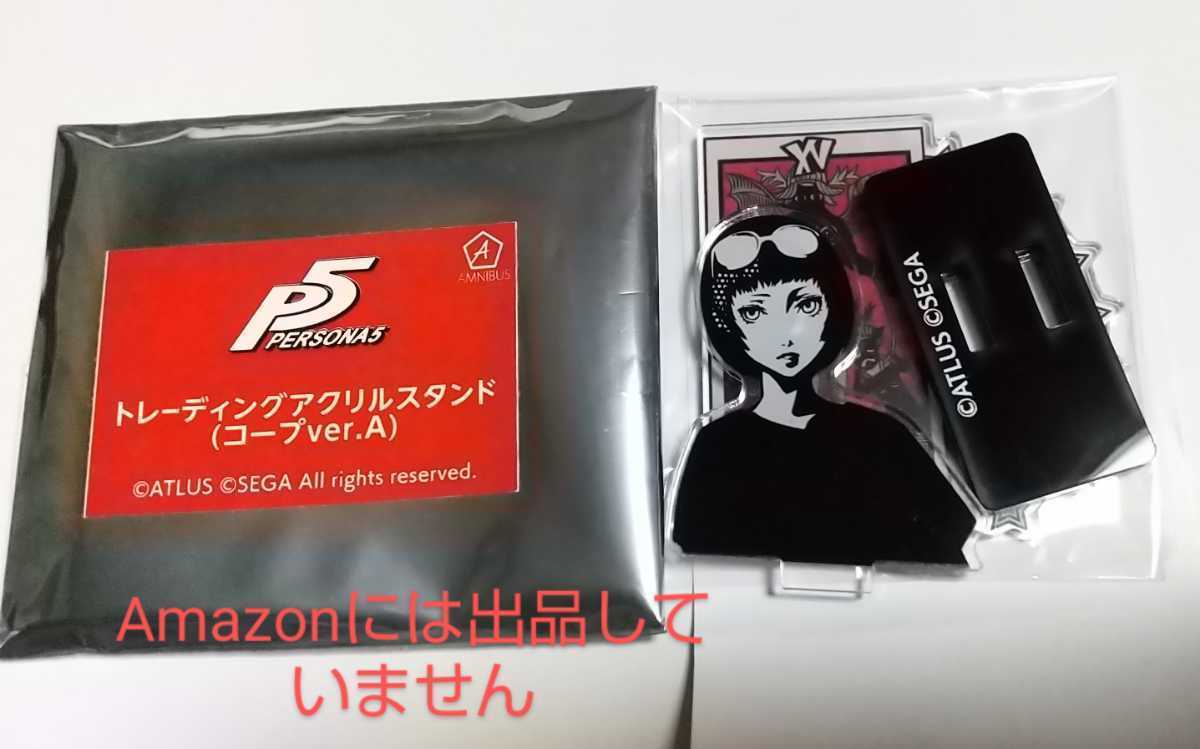 P5
PERSONA5
A
AMNIBUS
トレーディングアクリルスタンド
(コープver.A)
©ATLUS ©SEGA All rights reserved.
XV
©ATLUS ©SEGA
Amazonには出品して
いません